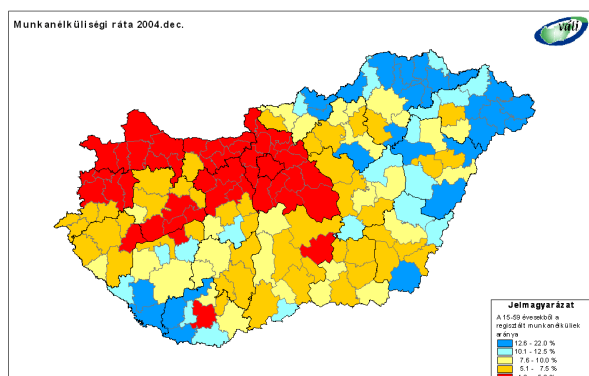 Munkanélküliségi ráta 2004.dec.
váti
Jelmagyarázat
A 15-59 évesekből a
regisztált munkanélküliek
aránya
12.6 - 22.0 %
10.1 - 12.5 %
7.6 - 10.0 %
5.1 - 7.5 %